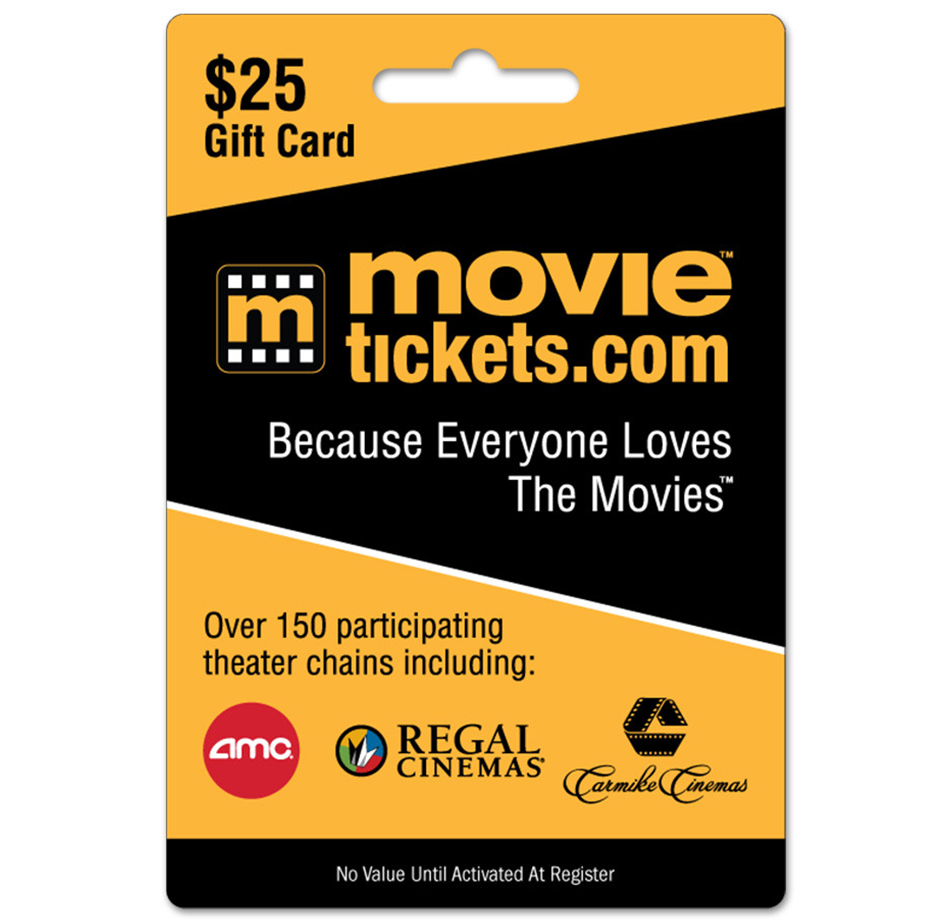 $25
Gift Card
m
movie™
tickets.com
Because Everyone Loves
The Movies™
Over 150 participating
theater chains including:
amc
REGAL
CINEMAS®
Carmike Cinemas
No Value Until Activated At Register